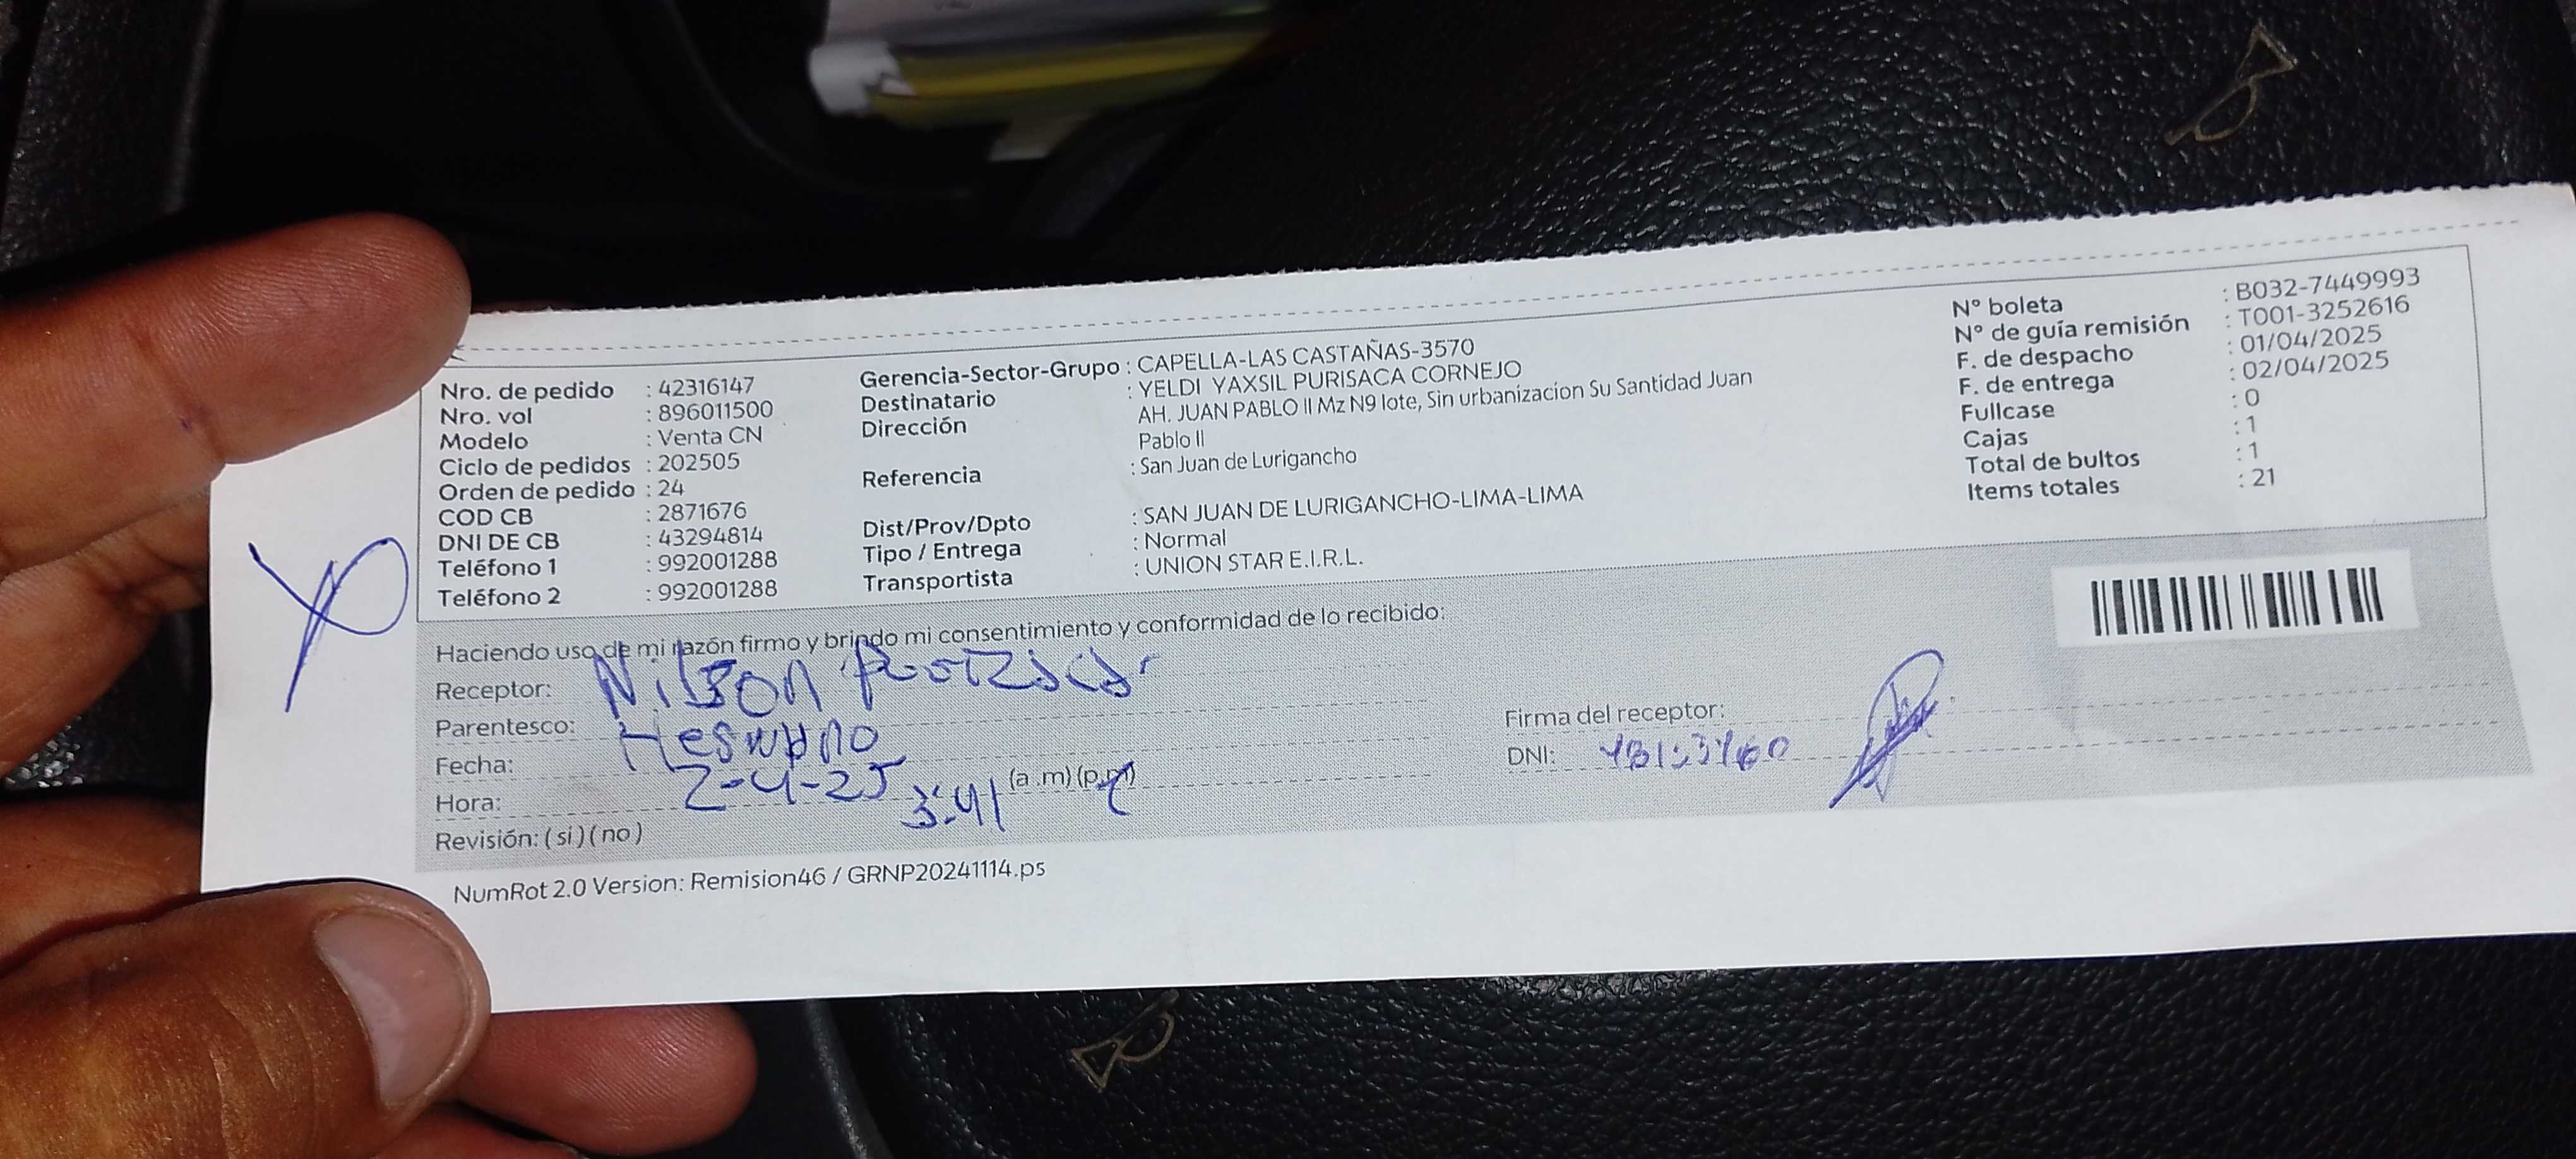 Nro. de pedido : 42316147
Nro. vol : 896011500
Modelo : Venta CN
Ciclo de pedidos : 202505
Orden de pedido : 24
COD CB : 2871676
DNI DE CB : 43294814
Teléfono 1 : 992001288
Teléfono 2 : 992001288
Gerencia-Sector-Grupo : CAPELLA-LAS CASTAÑAS-3570
Destinatario : YELDI YAXSIL PURISACA CORNEJO
Dirección AH. JUAN PABLO II Mz N9 lote, Sin urbanizacion Su Santidad Juan
Pablo II
Referencia : San Juan de Lurigancho
Dist/Prov/Dpto : SAN JUAN DE LURIGANCHO-LIMA-LIMA
Tipo / Entrega : Normal
Transportista : UNION STAR E.I.R.L.
N° boleta : B032-7449993
N° de guía remisión : T001-3252616
F. de despacho : 01/04/2025
F. de entrega : 02/04/2025
Fullcase : 0
Cajas : 1
Total de bultos : 1
Items totales : 21
Haciendo uso de mi razón firmo y brindo mi consentimiento y conformidad de lo recibido:
Receptor: Nilson
Parentesco: Hermano
Fecha: 2-4-25
Hora: 3:41 (a.m) (p.m)
Revisión: ( si ) ( no )
Firma del receptor:
DNI:
NumRot 2.0 Version: Remision46 / GRNP20241114.ps